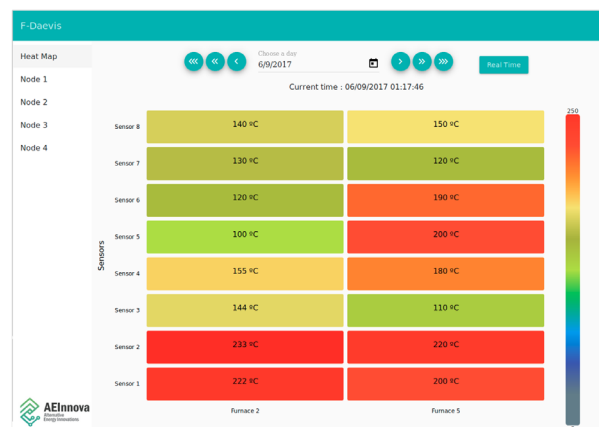 F-Daevis
Heat Map
Node 1
Node 2
Node 3
Node 4
Choose a day
6/9/2017
Real Time
Current time : 06/09/2017 01:17:46
250
Sensor 8 140 ºC 150 ºC
Sensor 7 130 ºC 120 ºC
Sensor 6 120 ºC 190 ºC
Sensor 5 100 ºC 200 ºC
Sensor 4 155 ºC 180 ºC
Sensor 3 144 ºC 110 ºC
Sensor 2 233 ºC 220 ºC
Sensor 1 222 ºC 200 ºC
Sensors
Furnace 2 Furnace 5
AEInnova
Alternative
Energy Innovations